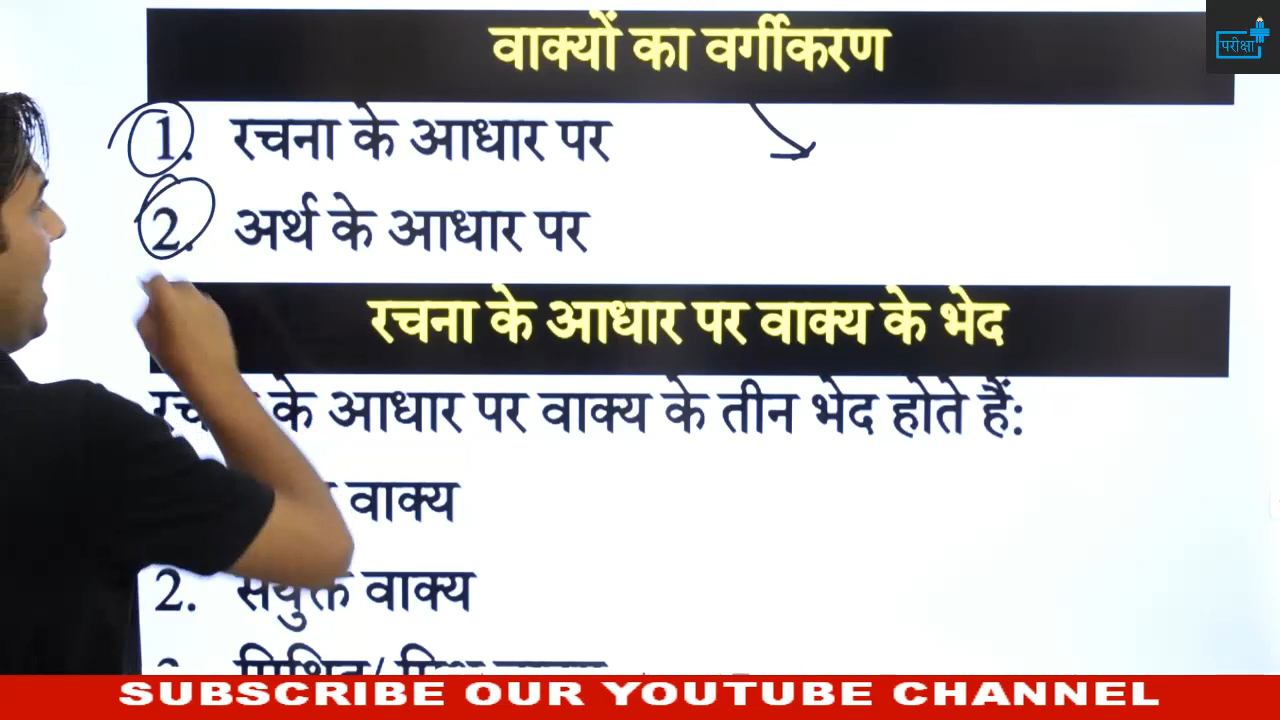 वाक्यों का वर्गीकरण
परीक्षा
1. रचना के आधार पर
2. अर्थ के आधार पर
रचना के आधार पर वाक्य के भेद
के आधार पर वाक्य के तीन भेद होते हैं:
वाक्य
2. संयुक्त वाक्य
SUBSCRIBE OUR YOUTUBE CHANNEL